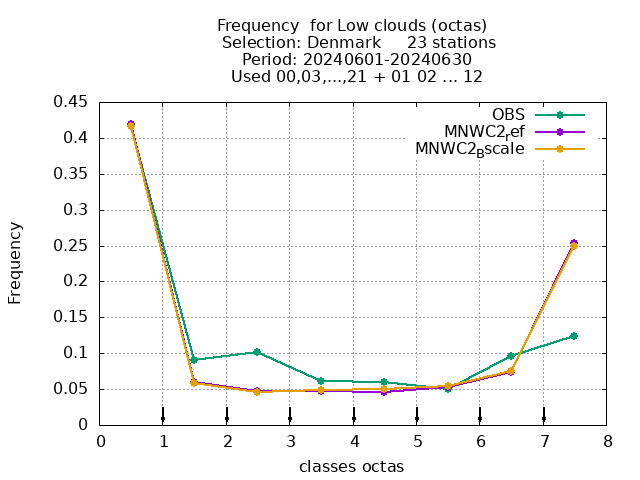 Frequency  for Low clouds (octas)
Selection: Denmark     23 stations
Period: 20240601-20240630
Used 00,03,...,21 + 01 02 ... 12
OBS
MNWC2ref
MNWC2Bscale
0.45
0.4
0.35
0.3
0.25
0.2
0.15
0.1
0.05
0
Frequency
0 1 2 3 4 5 6 7 8
classes octas